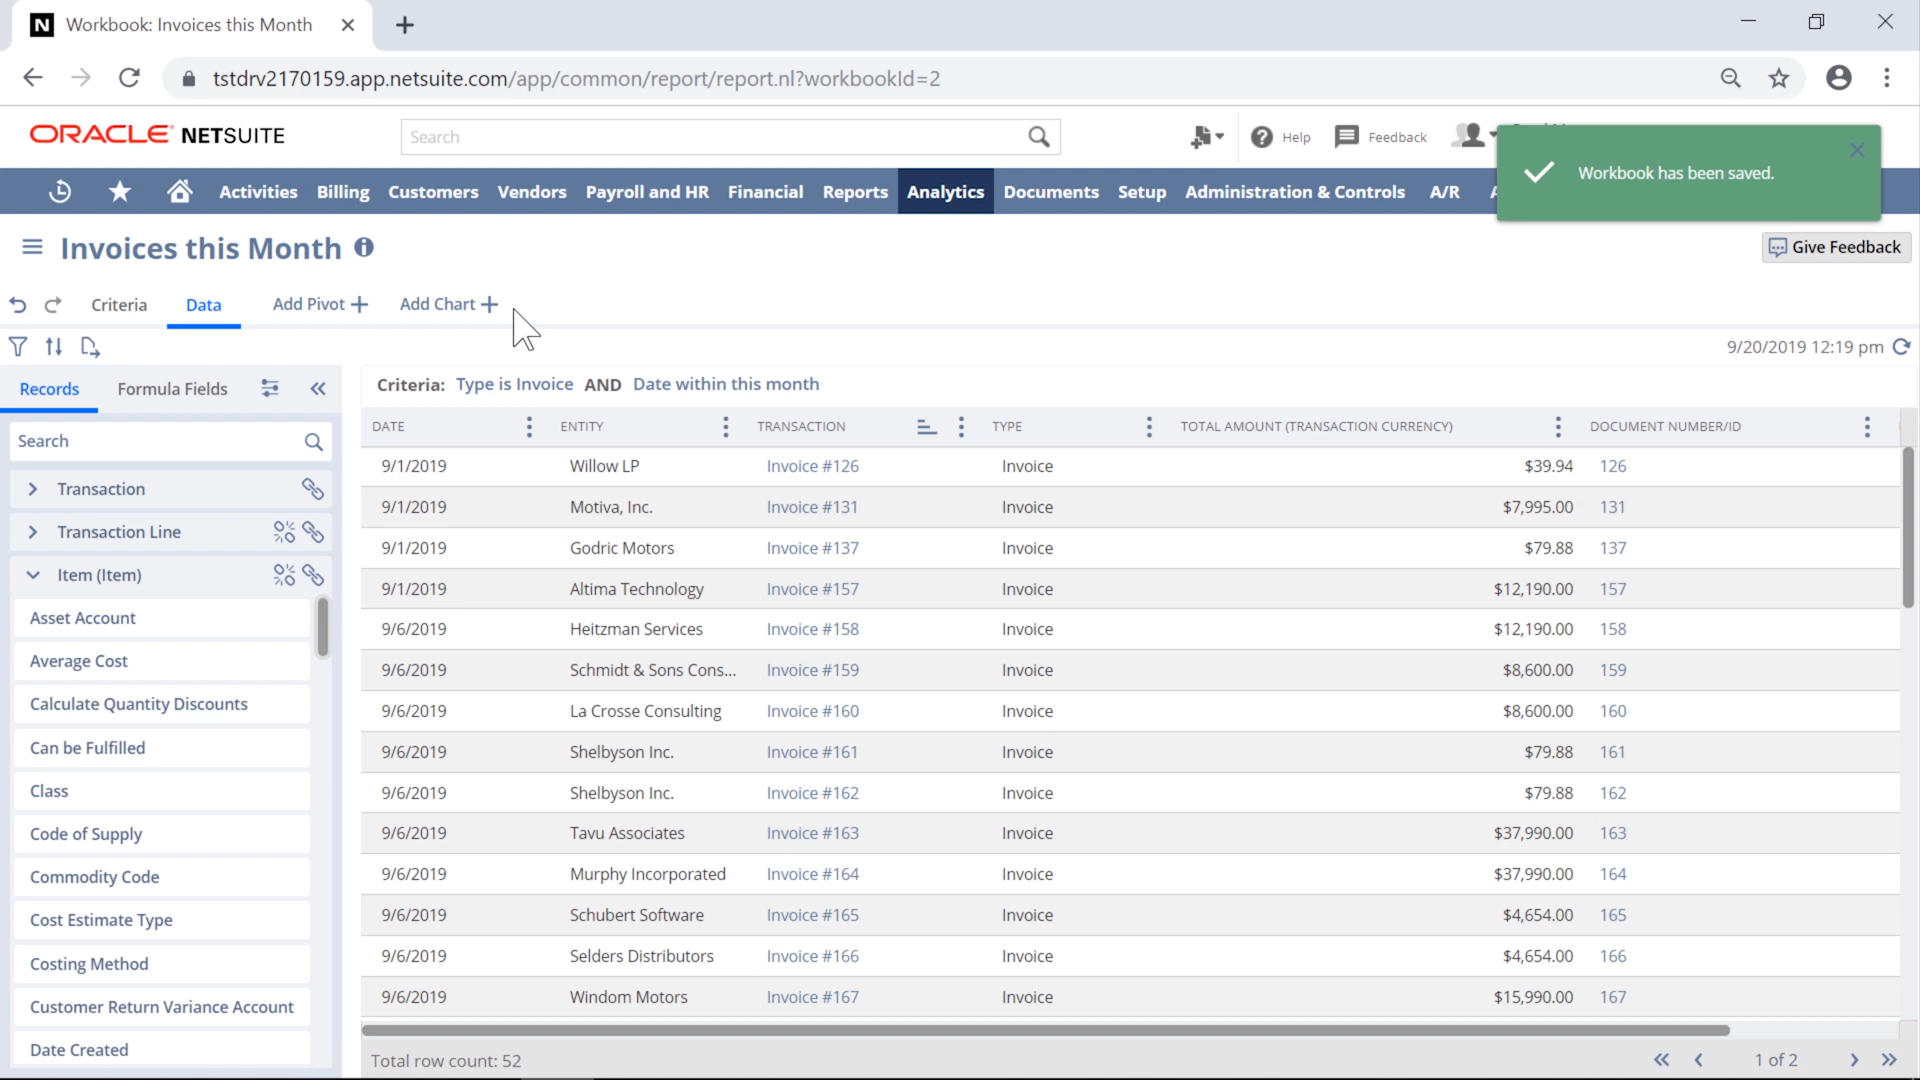 N Workbook: Invoices this Month
tstdrv2170159.app.netsuite.com/app/common/report/report.nl?workbookId=2
ORACLE NETSUITE
Search
Help
Feedback
Workbook has been saved.
Activities Billing Customers Vendors Payroll and HR Financial Reports Analytics Documents Setup Administration & Controls A/R
Invoices this Month
Give Feedback
Criteria Data Add Pivot Add Chart
9/20/2019 12:19 pm
Records Formula Fields
Search
Transaction
Transaction Line
Item (Item)
Asset Account
Average Cost
Calculate Quantity Discounts
Can be Fulfilled
Class
Code of Supply
Commodity Code
Cost Estimate Type
Costing Method
Customer Return Variance Account
Date Created
Criteria: Type is Invoice AND Date within this month
DATE ENTITY TRANSACTION TYPE TOTAL AMOUNT (TRANSACTION CURRENCY) DOCUMENT NUMBER/ID
9/1/2019 Willow LP Invoice #126 Invoice $39.94 126
9/1/2019 Motiva, Inc. Invoice #131 Invoice $7,995.00 131
9/1/2019 Godric Motors Invoice #137 Invoice $79.88 137
9/1/2019 Altima Technology Invoice #157 Invoice $12,190.00 157
9/6/2019 Heitzman Services Invoice #158 Invoice $12,190.00 158
9/6/2019 Schmidt & Sons Cons... Invoice #159 Invoice $8,600.00 159
9/6/2019 La Crosse Consulting Invoice #160 Invoice $8,600.00 160
9/6/2019 Shelbyson Inc. Invoice #161 Invoice $79.88 161
9/6/2019 Shelbyson Inc. Invoice #162 Invoice $79.88 162
9/6/2019 Tavu Associates Invoice #163 Invoice $37,990.00 163
9/6/2019 Murphy Incorporated Invoice #164 Invoice $37,990.00 164
9/6/2019 Schubert Software Invoice #165 Invoice $4,654.00 165
9/6/2019 Selders Distributors Invoice #166 Invoice $4,654.00 166
9/6/2019 Windom Motors Invoice #167 Invoice $15,990.00 167
Total row count: 52
1 of 2